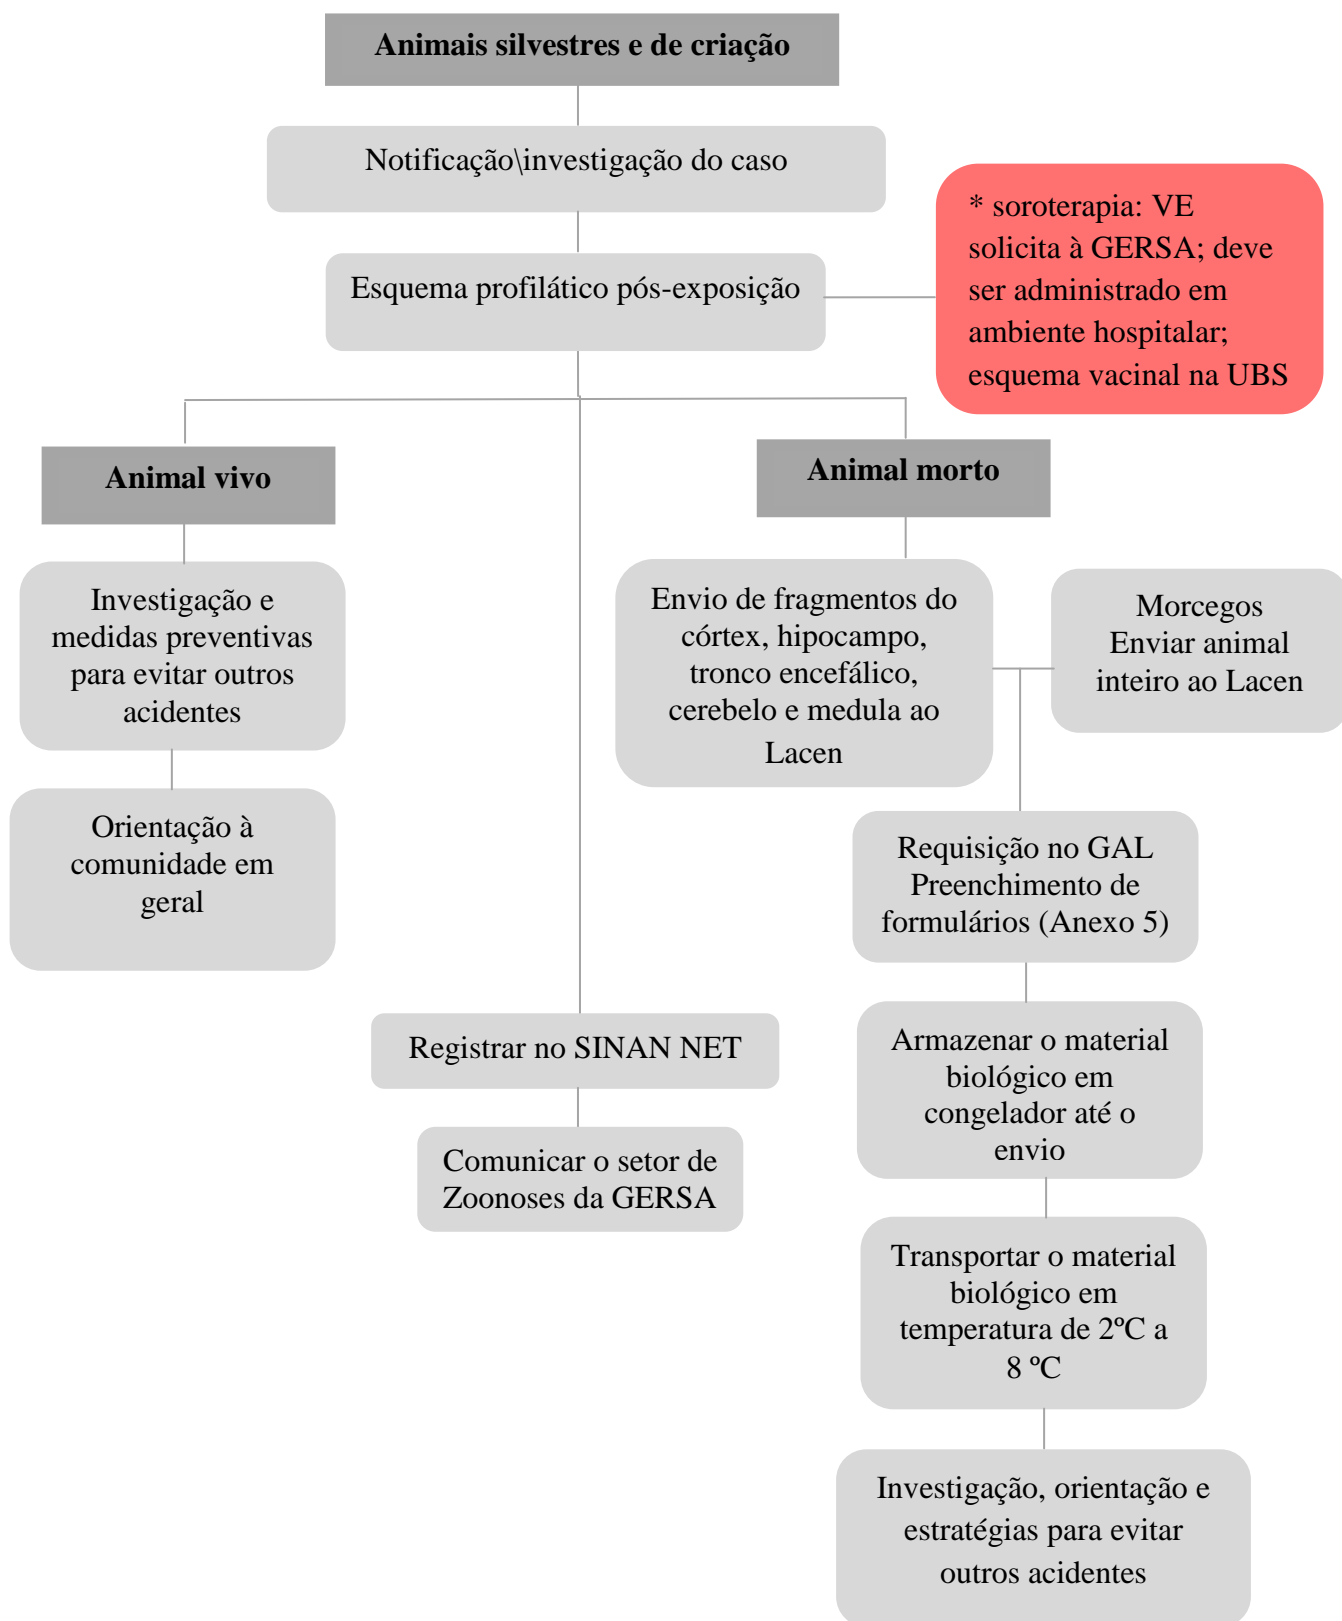 Animais silvestres e de criação
Notificação\investigação do caso
* soroterapia: VE
solicita à GERSA; deve
ser administrado em
ambiente hospitalar;
esquema vacinal na UBS
Esquema profilático pós-exposição
Animal vivo
Animal morto
Investigação e
medidas preventivas
para evitar outros
acidentes
Envio de fragmentos do
córtex, hipocampo,
tronco encefálico,
cerebelo e medula ao
Lacen
Morcegos
Enviar animal
inteiro ao Lacen
Orientação à
comunidade em
geral
Requisição no GAL
Preenchimento de
formulários (Anexo 5)
Registrar no SINAN NET
Armazenar o material
biológico em
congelador até o
envio
Comunicar o setor de
Zoonoses da GERSA
Transportar o material
biológico em
temperatura de 2ºC a
8 ºC
Investigação, orientação e
estratégias para evitar
outros acidentes